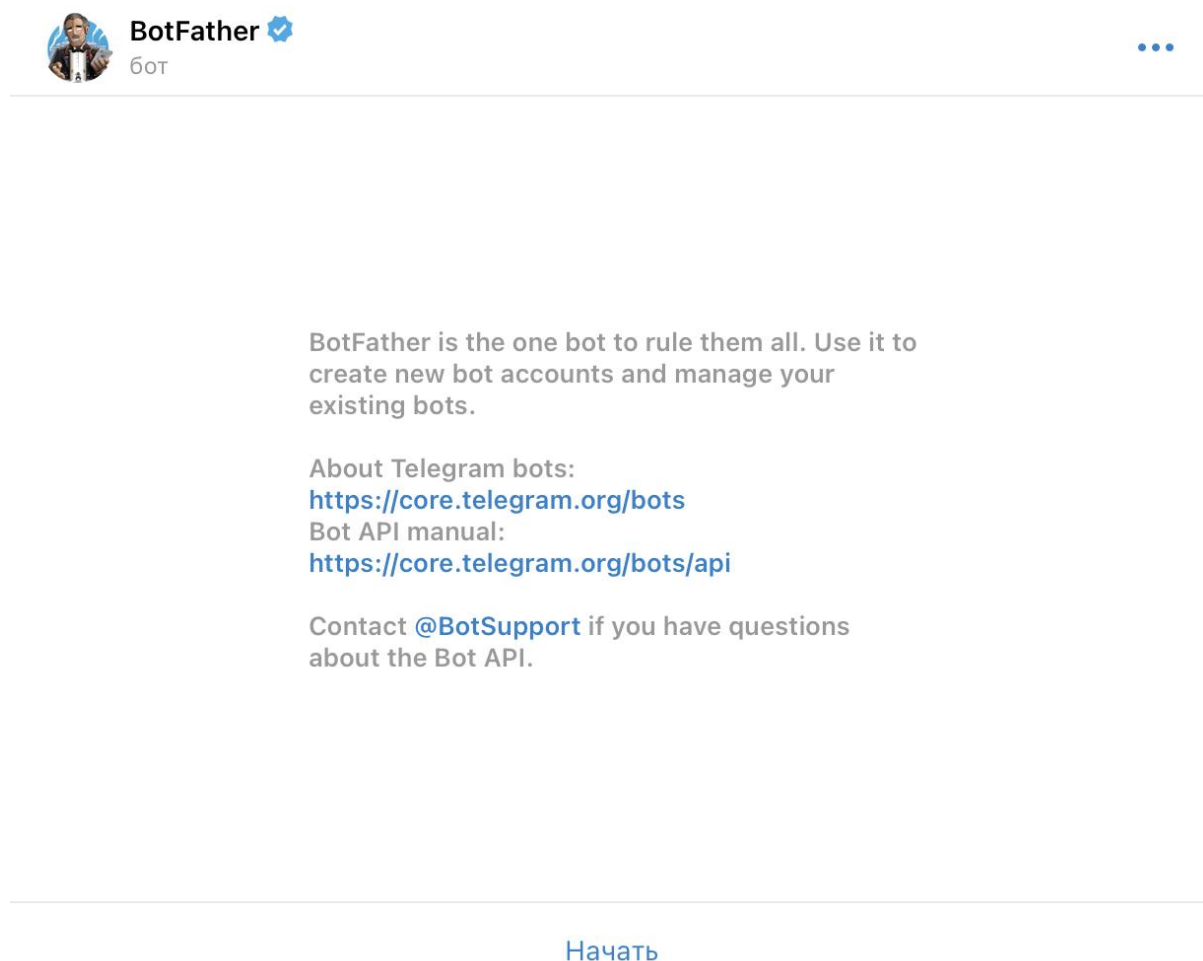 BotFather
бот
BotFather is the one bot to rule them all. Use it to
create new bot accounts and manage your
existing bots.
About Telegram bots:
https://core.telegram.org/bots
Bot API manual:
https://core.telegram.org/bots/api
Contact @BotSupport if you have questions
about the Bot API.
Начать